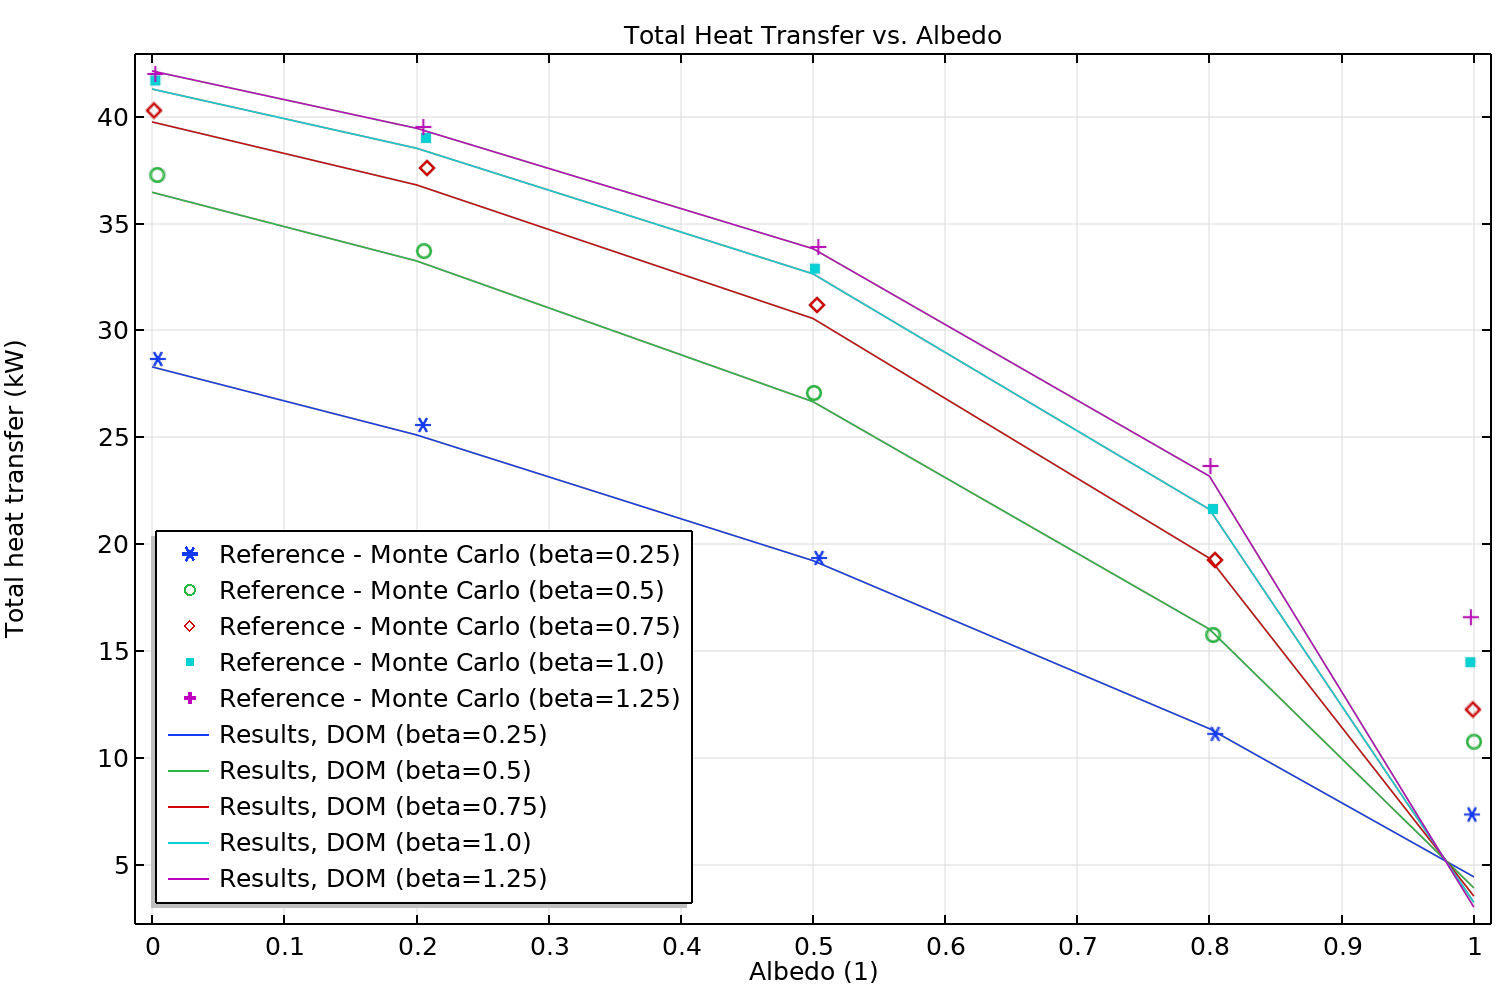 Total Heat Transfer vs. Albedo
Total heat transfer (kW)
40
35
30
25
20
15
10
5
Reference - Monte Carlo (beta=0.25)
Reference - Monte Carlo (beta=0.5)
Reference - Monte Carlo (beta=0.75)
Reference - Monte Carlo (beta=1.0)
Reference - Monte Carlo (beta=1.25)
Results, DOM (beta=0.25)
Results, DOM (beta=0.5)
Results, DOM (beta=0.75)
Results, DOM (beta=1.0)
Results, DOM (beta=1.25)
0 0.1 0.2 0.3 0.4 0.5 0.6 0.7 0.8 0.9 1
Albedo (1)